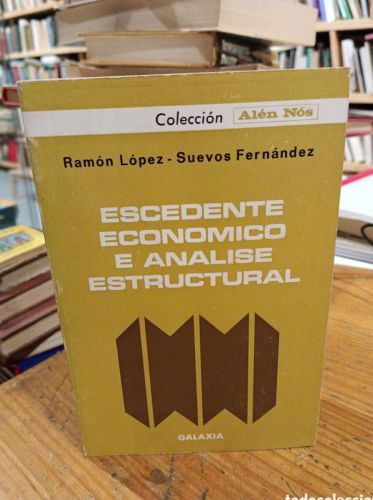 Colección Alén Nós
Ramón López - Suevos Fernández
ESCEDENTE
ECONOMICO
E ANALISE
ESTRUCTURAL
GALAXIA